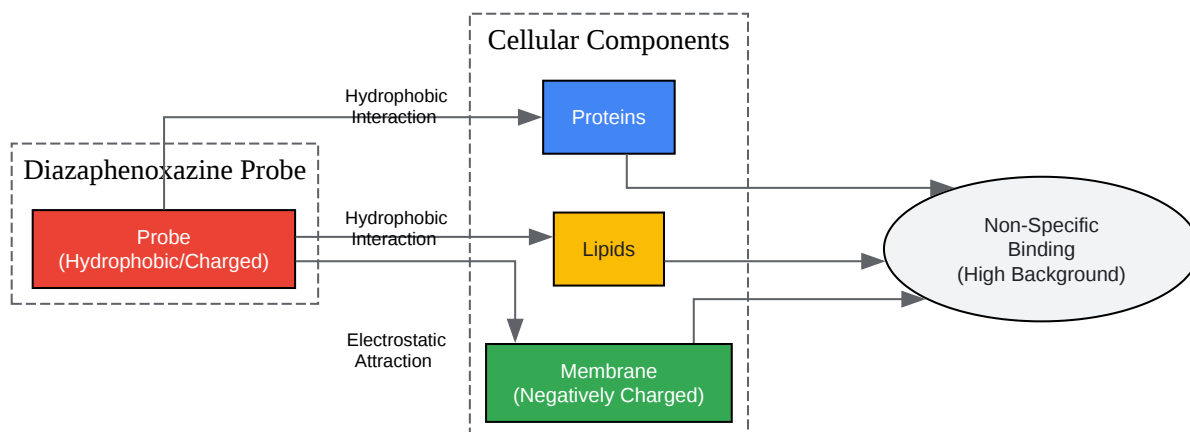 Cellular Components
Hydrophobic
Interaction
Proteins
Diazaphenoxazine Probe
Probe
(Hydrophobic/Charged)
Hydrophobic
Interaction
Lipids
Non-Specific
Binding
(High Background)
Electrostatic
Attraction
Membrane
(Negatively Charged)